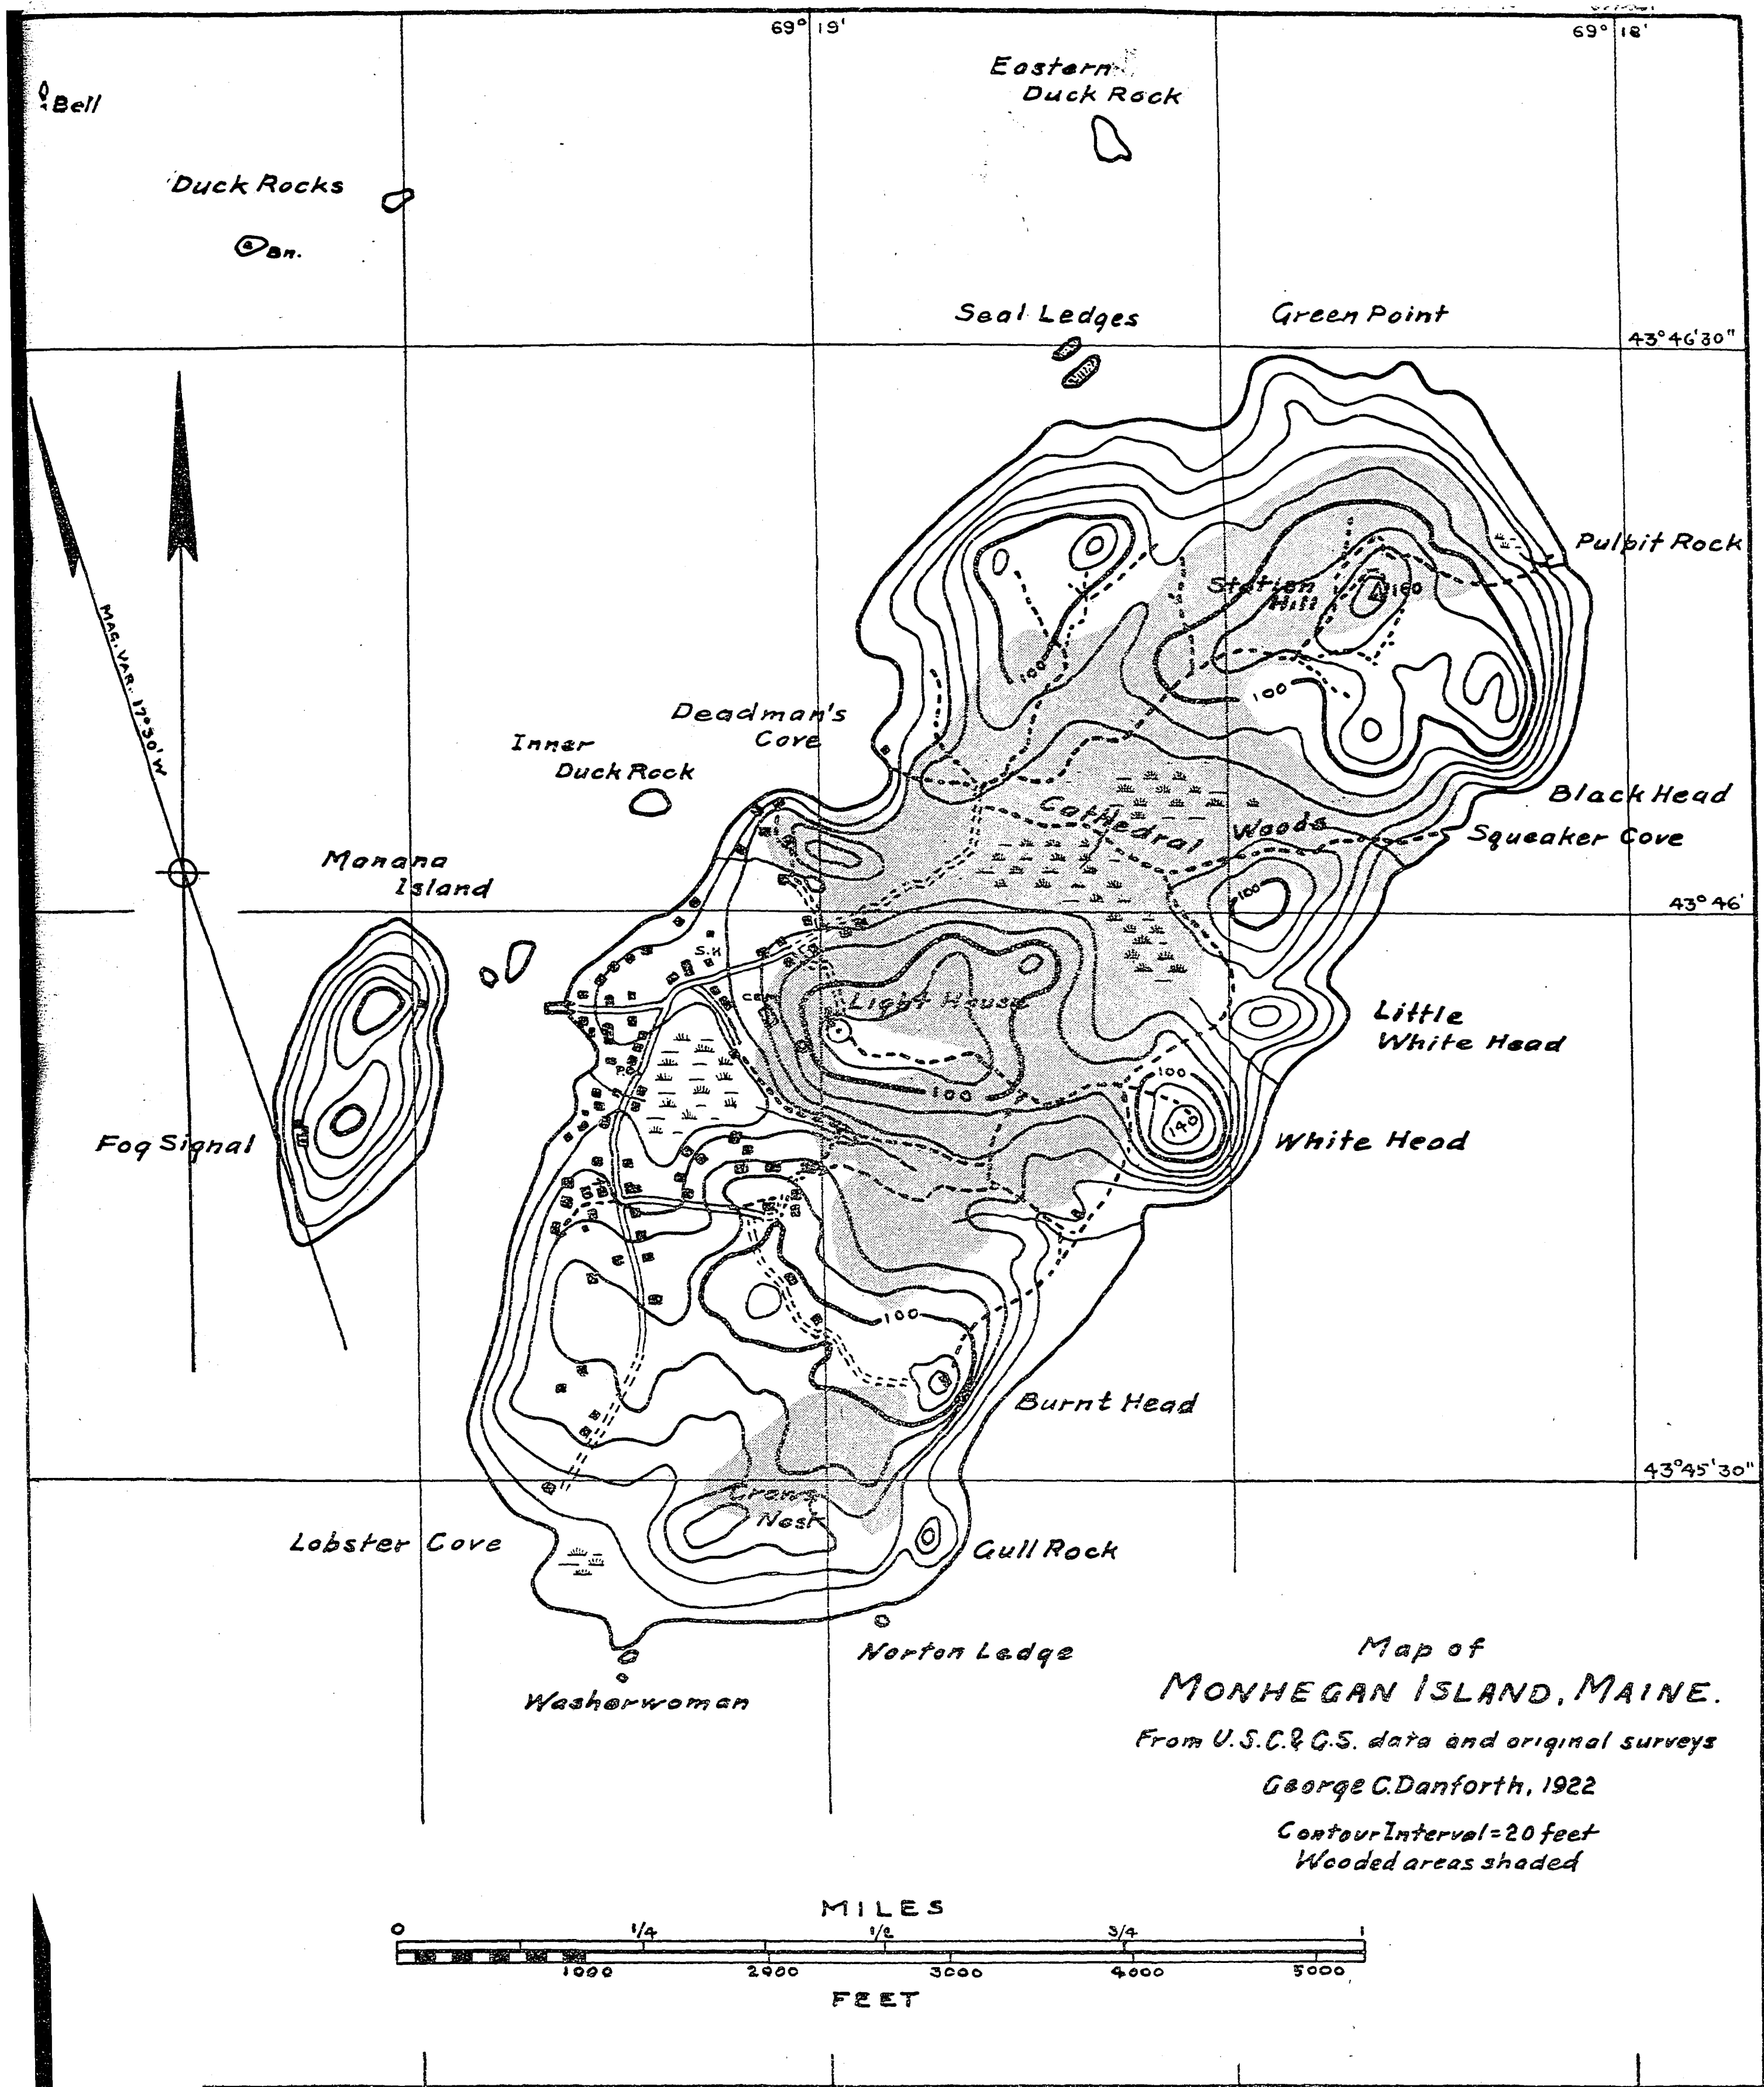 69° 19'
69° 18'
Eastern
Duck Rock
Bell
Duck Rocks
Bn.
Seal Ledges
Green Point
43° 46' 30"
Pulpit Rock
Station
Hill
160
MAG. VAR. 17°30' W
100
100
Deadman's
Cove
Inner
Duck Rock
Black Head
Cathedral Woods
Squeaker Cove
Manana
Island
100
43° 46'
S.H.
Light House
Little
White Head
P.O.
100
100
140
Fog Signal
White Head
100
Burnt Head
43° 45' 30"
Crows
Nest
Lobster Cove
Gull Rock
Norton Ledge
Washerwoman
Map of
MONHEGAN ISLAND, MAINE.
From U.S.C.& G.S. data and original surveys
George C. Danforth, 1922
Contour Interval = 20 feet
Wooded areas shaded
MILES
0 1/4 1/2 3/4 1
1000 2000 3000 4000 5000
FEET